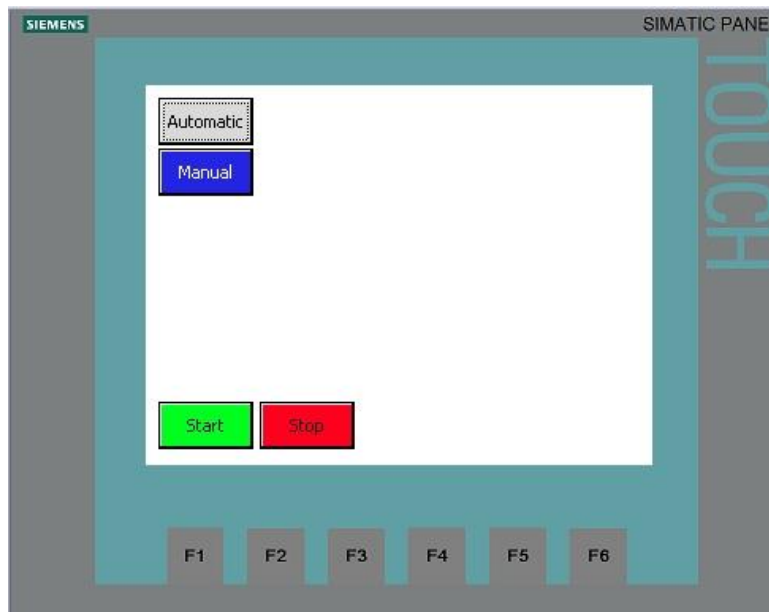 SIEMENS
SIMATIC PANE
TOUCH
Automatic
Manual
Start Stop
F1 F2 F3 F4 F5 F6